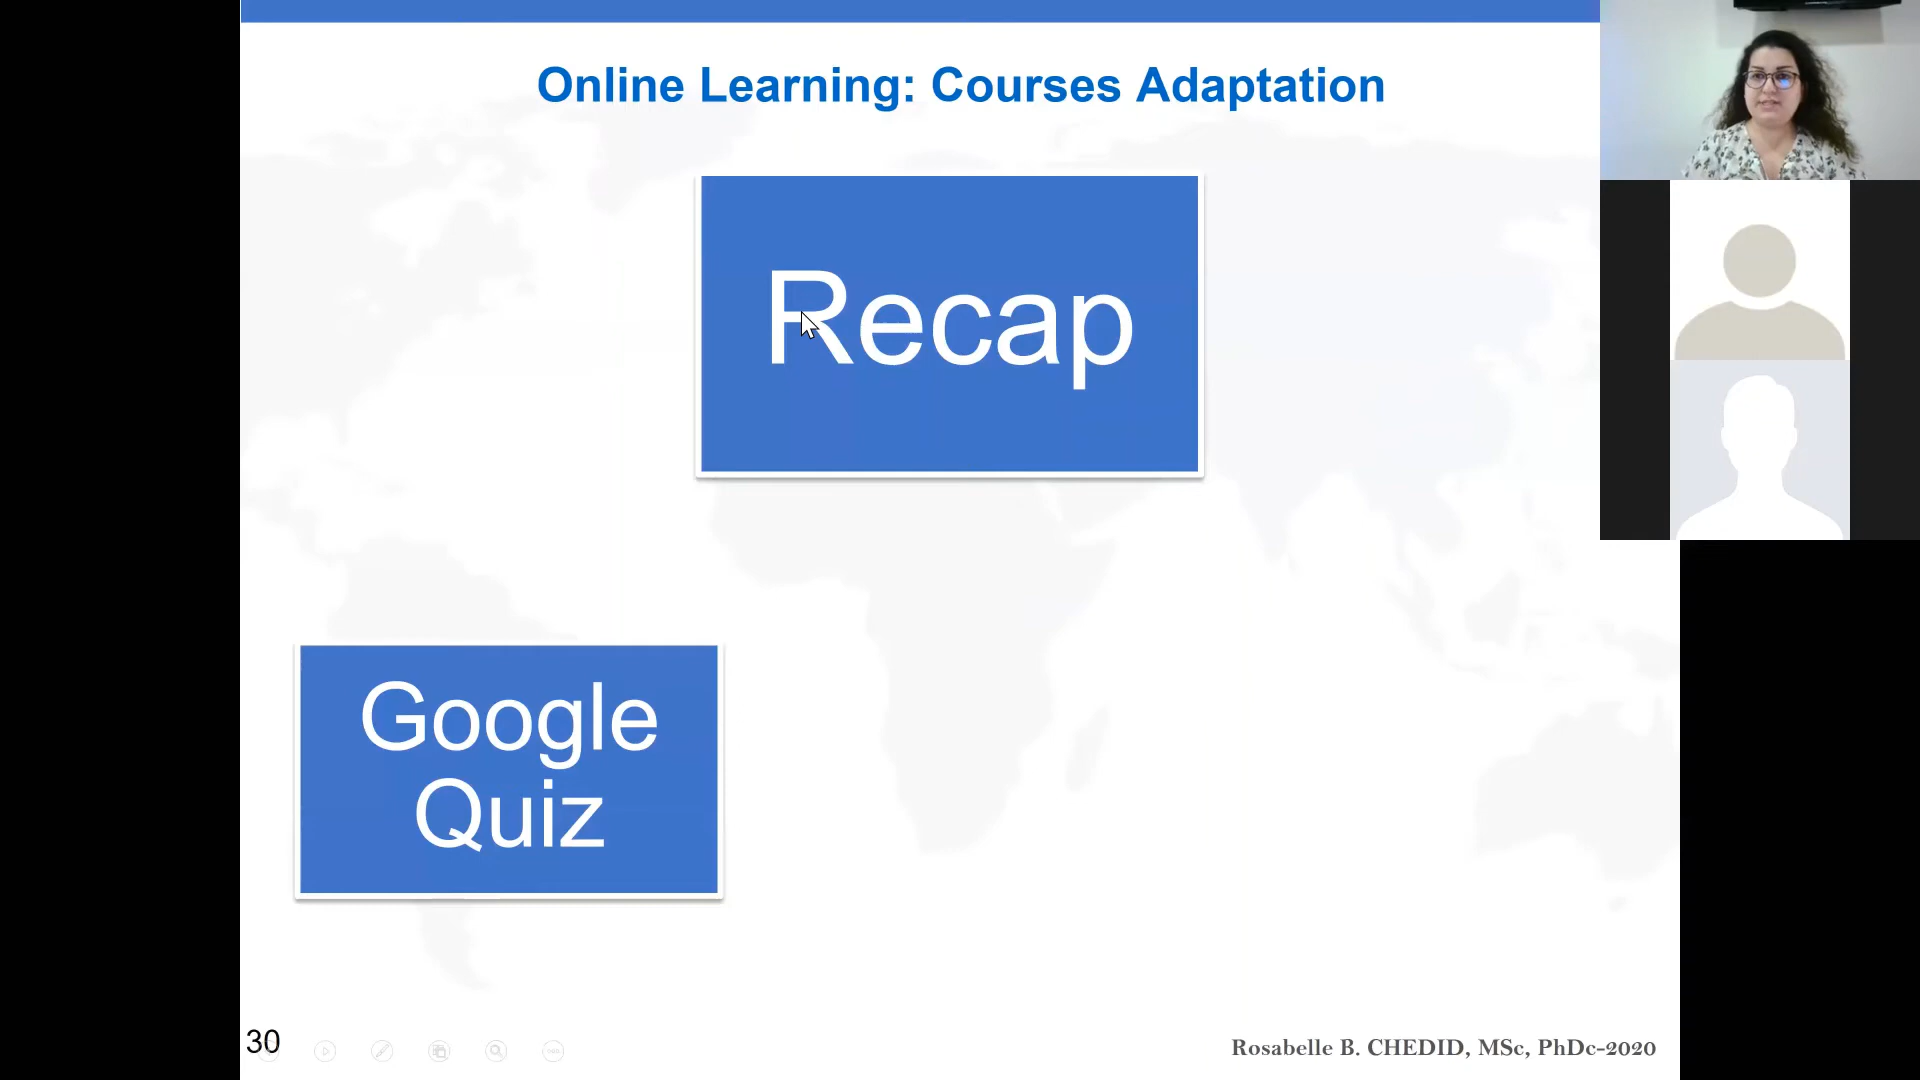 Online Learning: Courses Adaptation
Recap
Google
Quiz
30
Rosabelle B. CHEDID, MSc, PhDc-2020